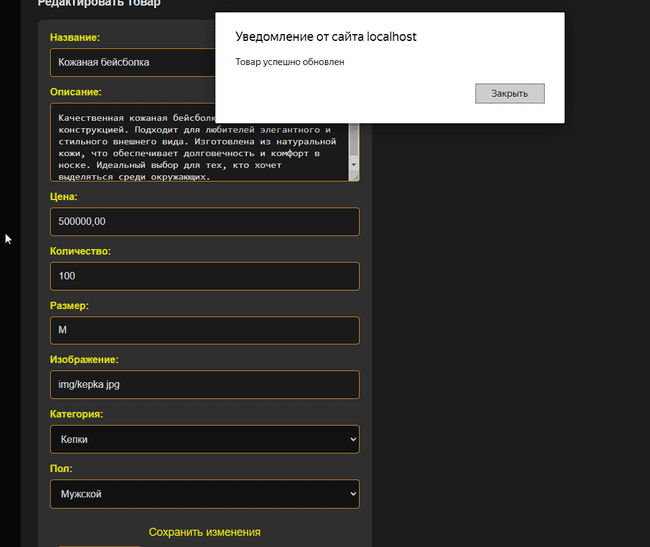 Редактировать товар
Уведомление от сайта localhost
Товар успешно обновлен
Закрыть
Название:
Кожаная бейсболка
Описание:
Качественная кожаная бейсболк
конструкцией. Подходит для любителей элегантного и
стильного внешнего вида. Изготовлена из натуральной
кожи, что обеспечивает долговечность и комфорт в
носке. Идеальный выбор для тех, кто хочет
выделяться среди окружающих.
Цена:
500000,00
Количество:
100
Размер:
M
Изображение:
img/kepka.jpg
Категория:
Кепки
Пол:
Мужской
Сохранить изменения